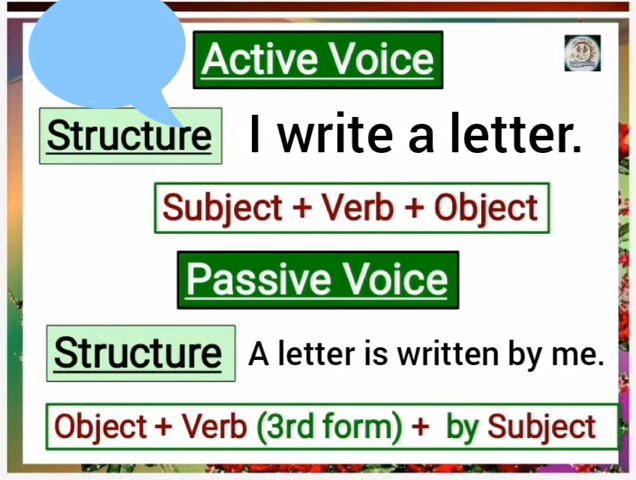 Active Voice
Structure I write a letter.
Subject + Verb + Object
Passive Voice
Structure A letter is written by me.
Object + Verb (3rd form) + by Subject